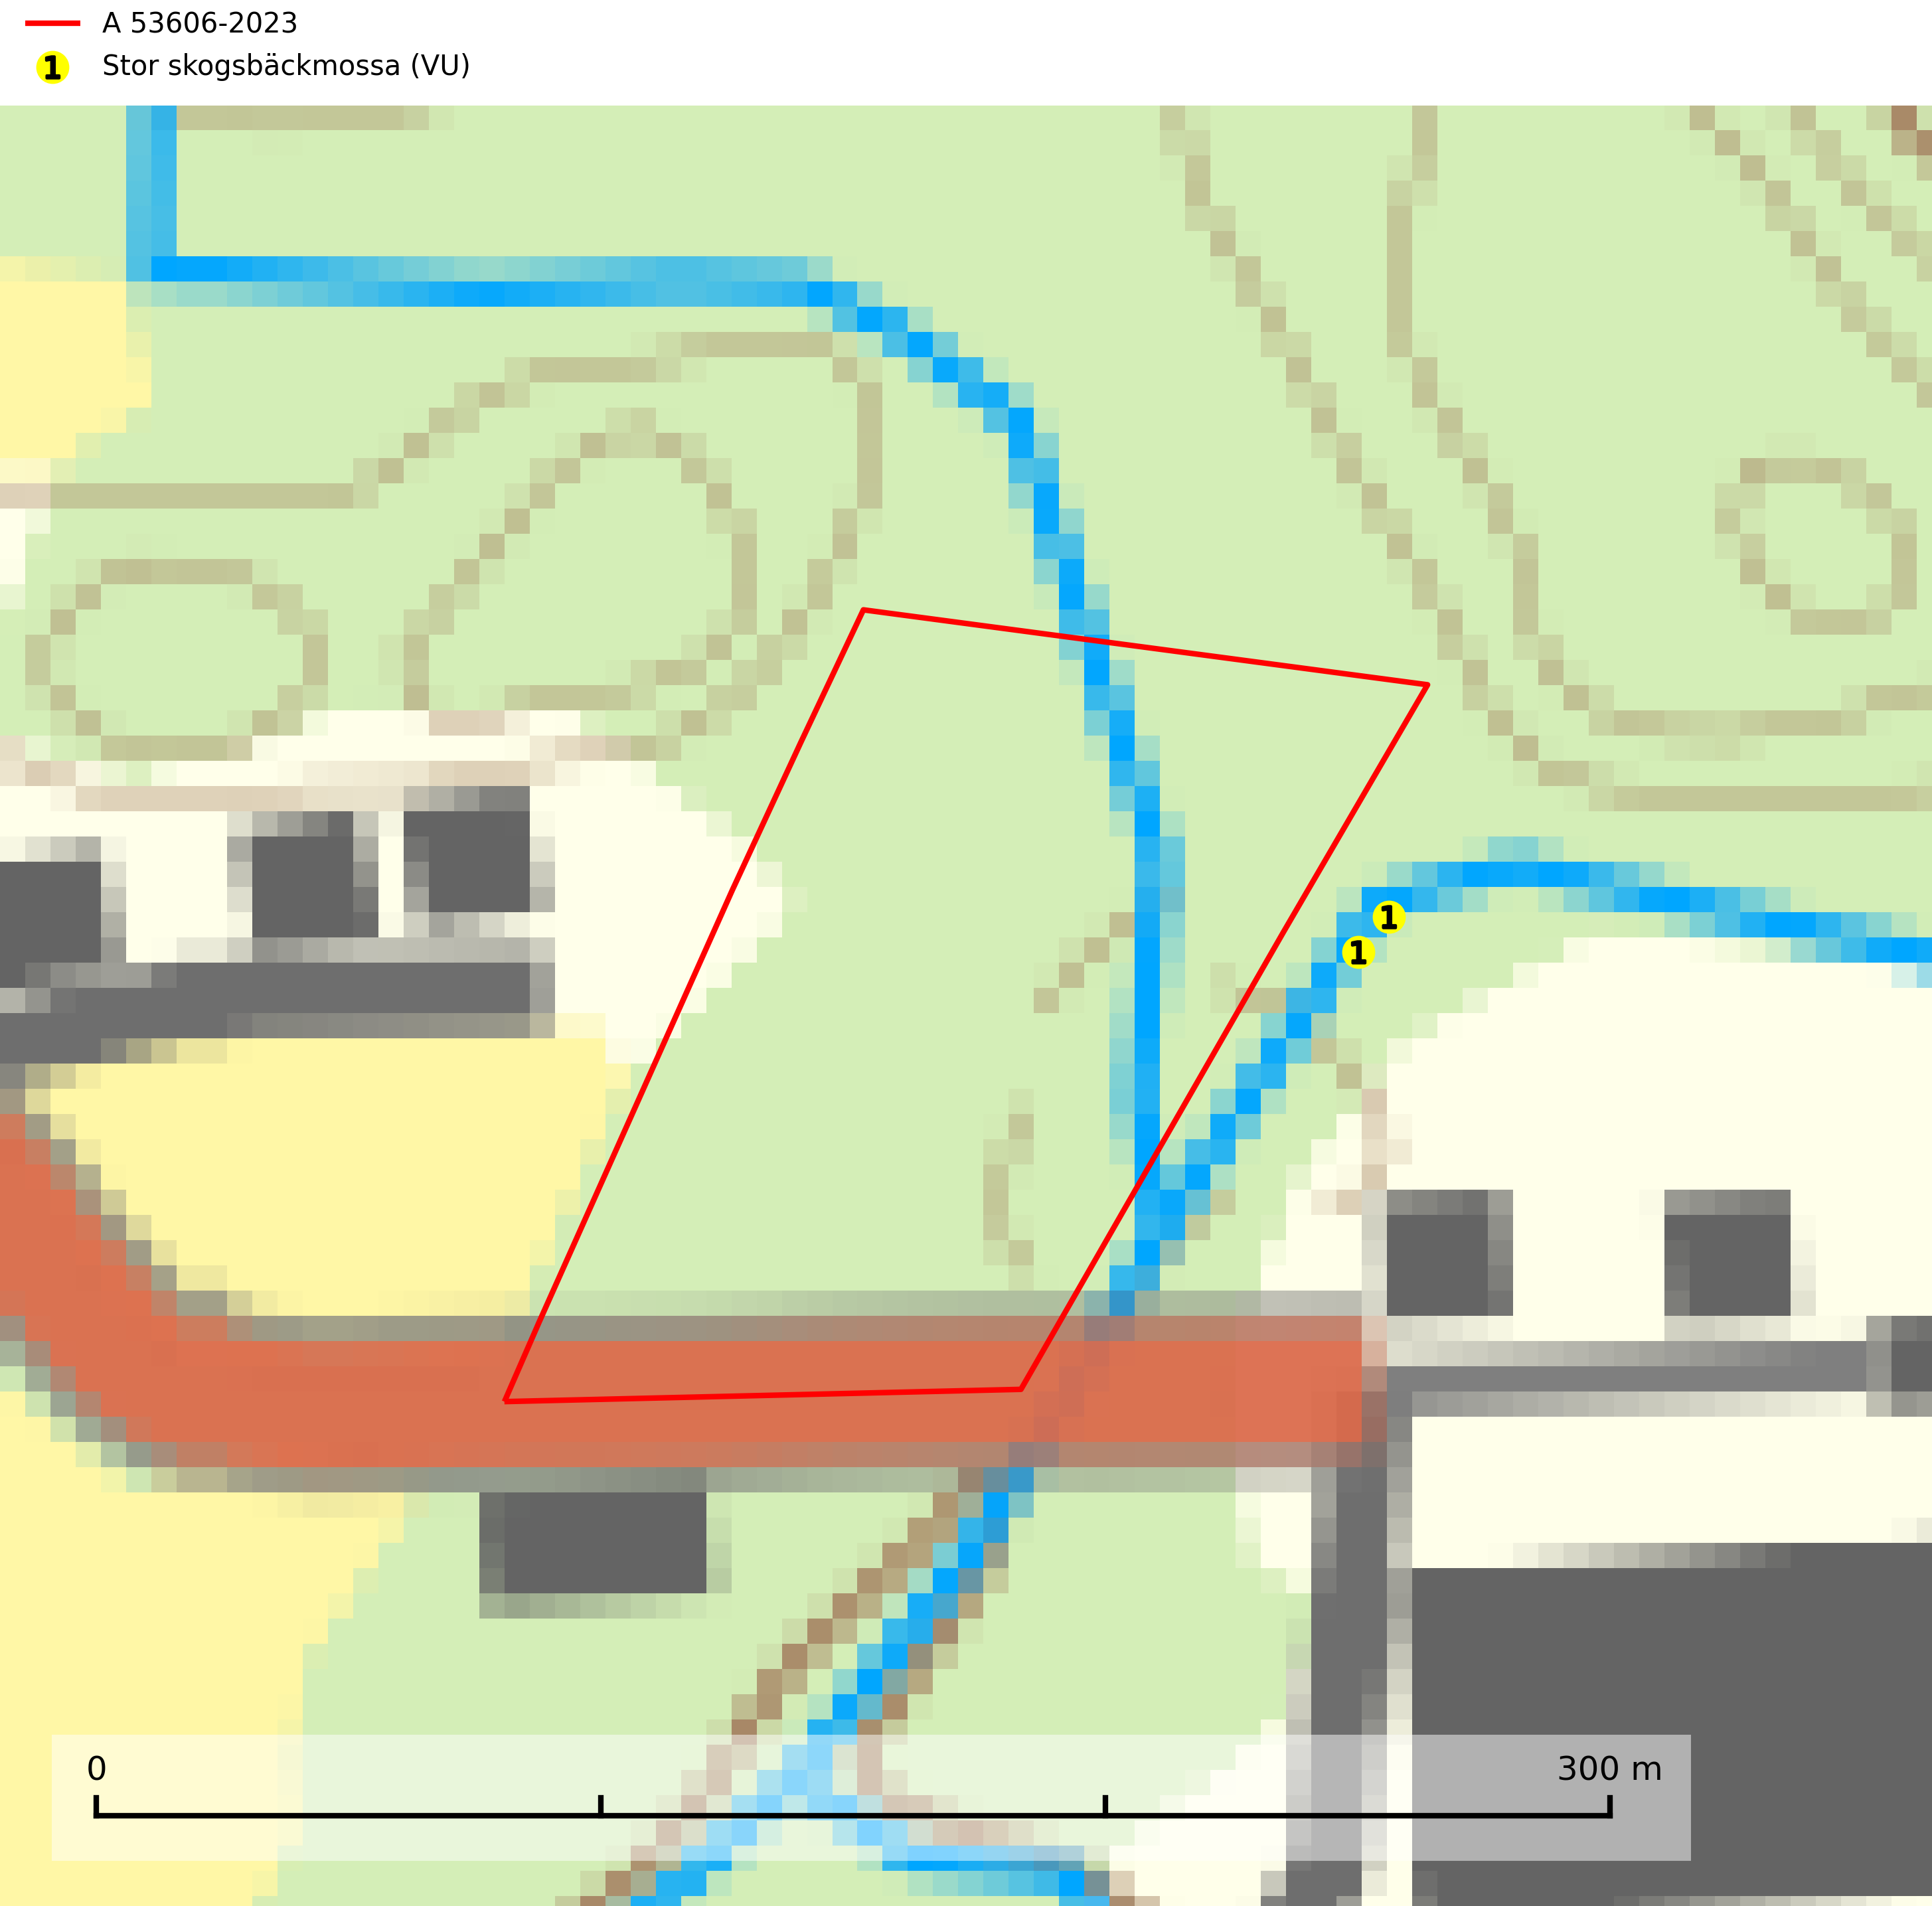 A 53606-2023
1 Stor skogsbäckmossa (VU)
1
1
0 300 m